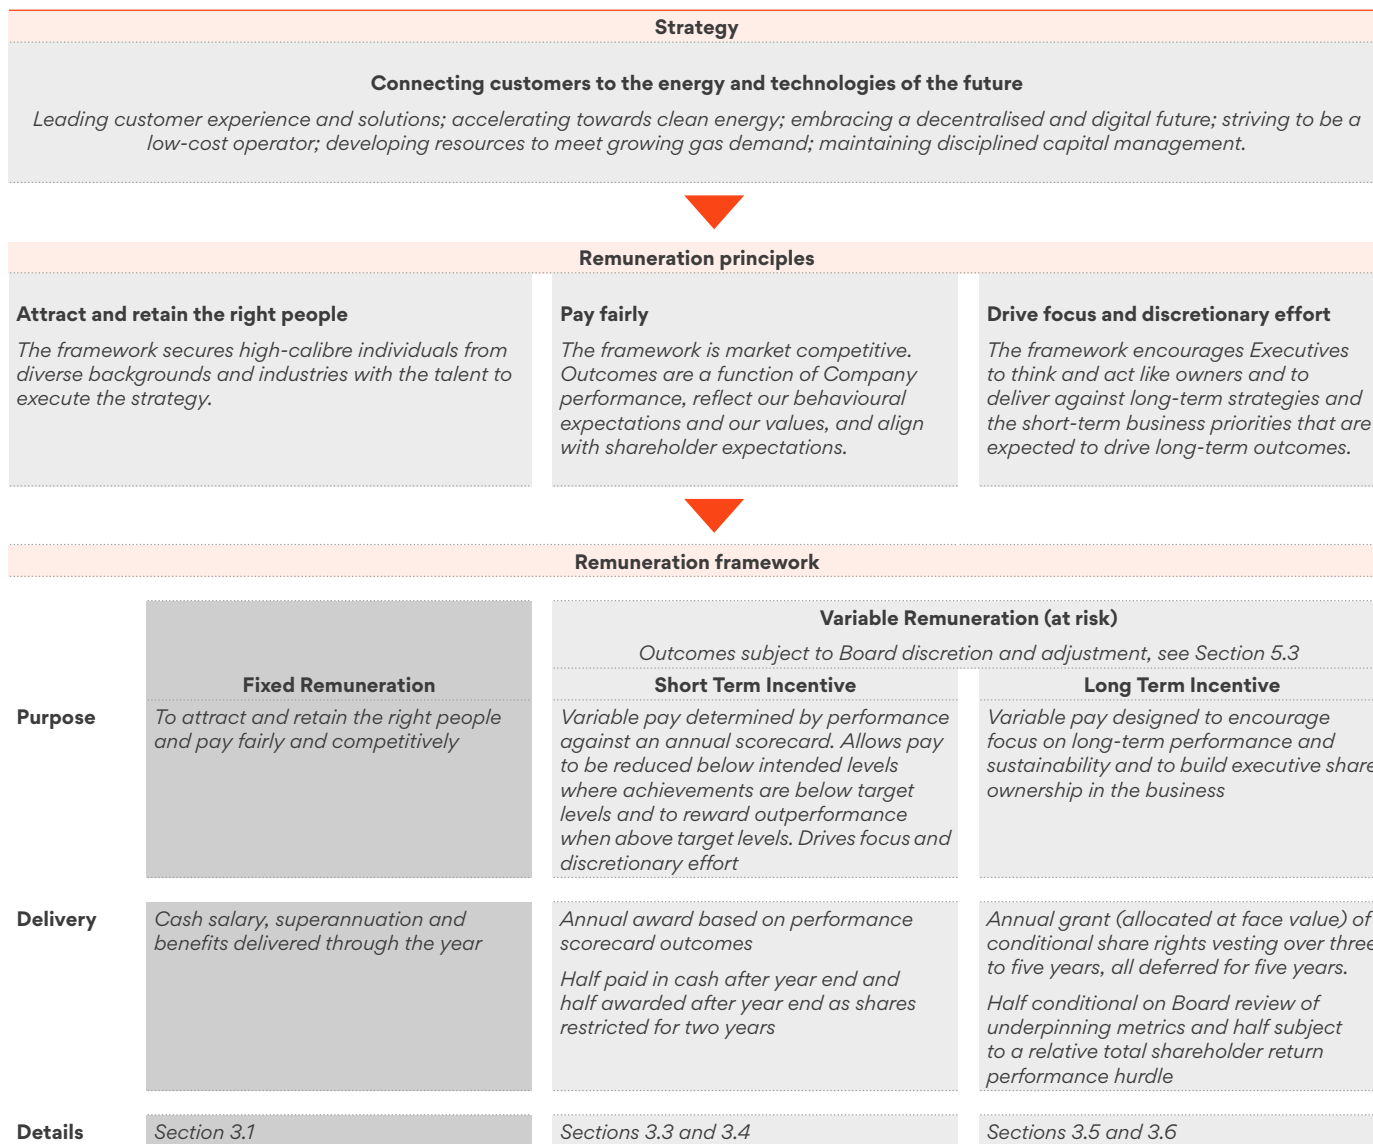 Strategy
Connecting customers to the energy and technologies of the future
Leading customer experience and solutions; accelerating towards clean energy; embracing a decentralised and digital future; striving to be a
low-cost operator; developing resources to meet growing gas demand; maintaining disciplined capital management.
Remuneration principles
Attract and retain the right people
The framework secures high-calibre individuals from
diverse backgrounds and industries with the talent to
execute the strategy.
Pay fairly
The framework is market competitive.
Outcomes are a function of Company
performance, reflect our behavioural
expectations and our values, and align
with shareholder expectations.
Drive focus and discretionary effort
The framework encourages Executives
to think and act like owners and to
deliver against long-term strategies and
the short-term business priorities that are
expected to drive long-term outcomes.
Remuneration framework
Variable Remuneration (at risk)
Outcomes subject to Board discretion and adjustment, see Section 5.3
Fixed Remuneration
Short Term Incentive
Long Term Incentive
Purpose
To attract and retain the right people
and pay fairly and competitively
Variable pay determined by performance
against an annual scorecard. Allows pay
to be reduced below intended levels
where achievements are below target
levels and to reward outperformance
when above target levels. Drives focus and
discretionary effort
Variable pay designed to encourage
focus on long-term performance and
sustainability and to build executive share
ownership in the business
Delivery
Cash salary, superannuation and
benefits delivered through the year
Annual award based on performance
scorecard outcomes
Half paid in cash after year end and
half awarded after year end as shares
restricted for two years
Annual grant (allocated at face value) of
conditional share rights vesting over three
to five years, all deferred for five years.
Half conditional on Board review of
underpinning metrics and half subject
to a relative total shareholder return
performance hurdle
Details
Section 3.1
Sections 3.3 and 3.4
Sections 3.5 and 3.6